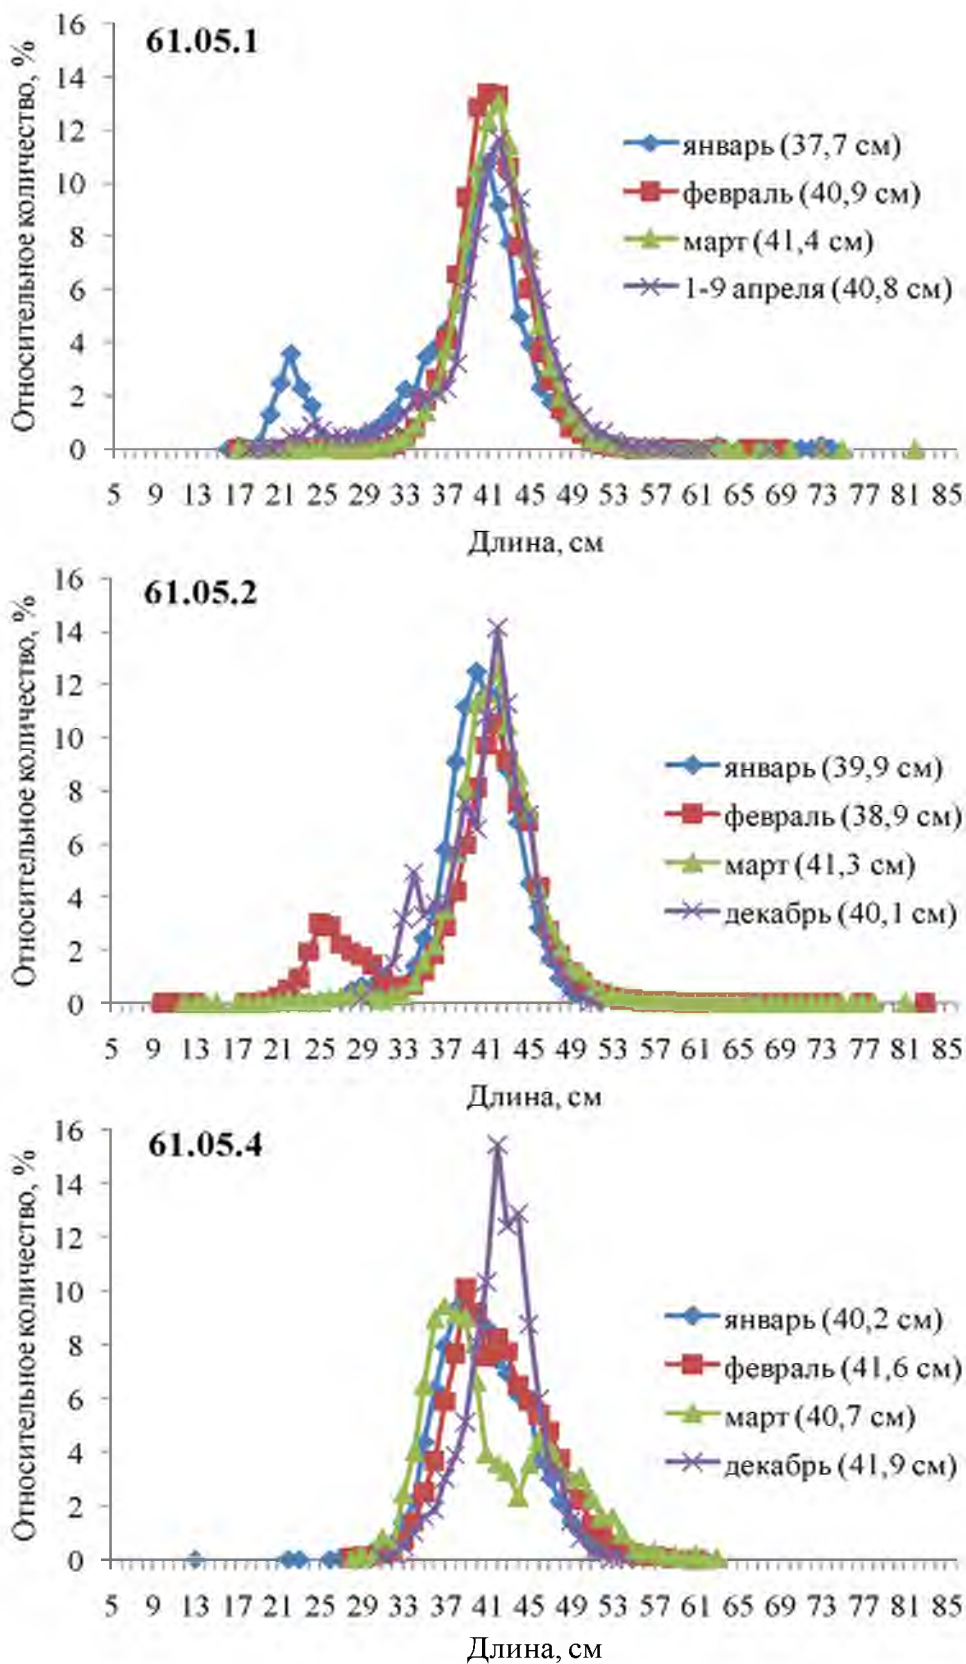 61.05.1
Относительное количество, %
16
14
12
10
8
6
4
2
0
январь (37,7 см)
февраль (40,9 см)
март (41,4 см)
1-9 апреля (40,8 см)
5 9 13 17 21 25 29 33 37 41 45 49 53 57 61 65 69 73 77 81 85
Длина, см
61.05.2
Относительное количество, %
16
14
12
10
8
6
4
2
0
январь (39,9 см)
февраль (38,9 см)
март (41,3 см)
декабрь (40,1 см)
5 9 13 17 21 25 29 33 37 41 45 49 53 57 61 65 69 73 77 81 85
Длина, см
61.05.4
Относительное количество, %
16
14
12
10
8
6
4
2
0
январь (40,2 см)
февраль (41,6 см)
март (40,7 см)
декабрь (41,9 см)
5 9 13 17 21 25 29 33 37 41 45 49 53 57 61 65 69 73 77 81 85
Длина, см